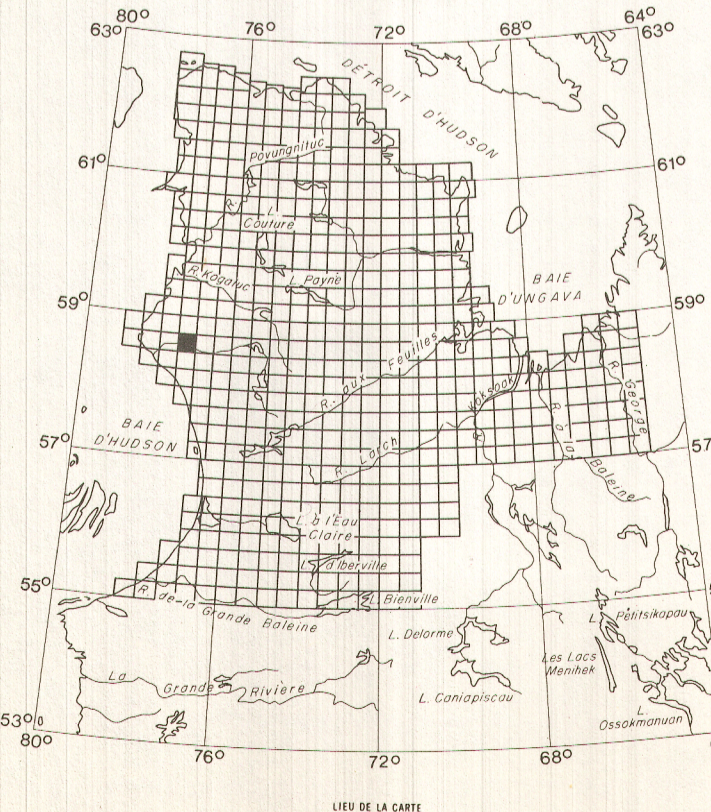 80°
76°
72°
68°
64°
63°
63°
DÉTROIT D'HUDSON
Povungnituc
R.
61°
61°
L.
Couture
R. Kogaluc
L. Payne
BAIE
D'UNGAVA
59°
59°
R. aux Feuilles
Koksoak
R.
R. George
R. à la
Baleine
BAIE
D'HUDSON
57°
57
R. Larch
L. à l'Eau
Claire
L. d'Iberville
55°
R. de-la Grande Baleine
L. Bienville
L. Delorme
L. Petitsikapau
Les Lacs
Menihek
La Grande Rivière
L. Caniapiscau
L.
Ossokmanuan
53°
80°
76°
72°
68°
LIEU DE LA CARTE